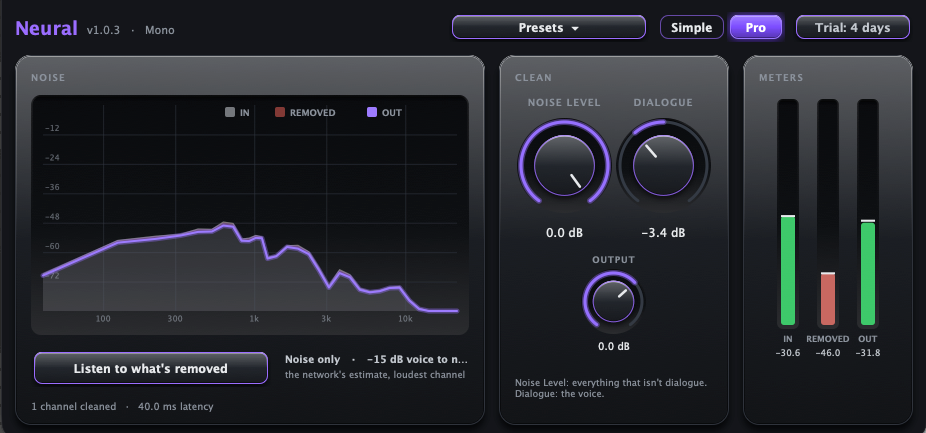 Neural v1.0.3 · Mono
Presets
Simple
Pro
Trial: 4 days
NOISE
IN
REMOVED
OUT
-12
-24
-36
-48
-60
-72
100
300
1k
3k
10k
Listen to what's removed
Noise only · -15 dB voice to n...
the network's estimate, loudest channel
1 channel cleaned · 40.0 ms latency
CLEAN
NOISE LEVEL
DIALOGUE
0.0 dB
-3.4 dB
OUTPUT
0.0 dB
Noise Level: everything that isn't dialogue.
Dialogue: the voice.
METERS
IN
REMOVED
OUT
-30.6
-46.0
-31.8